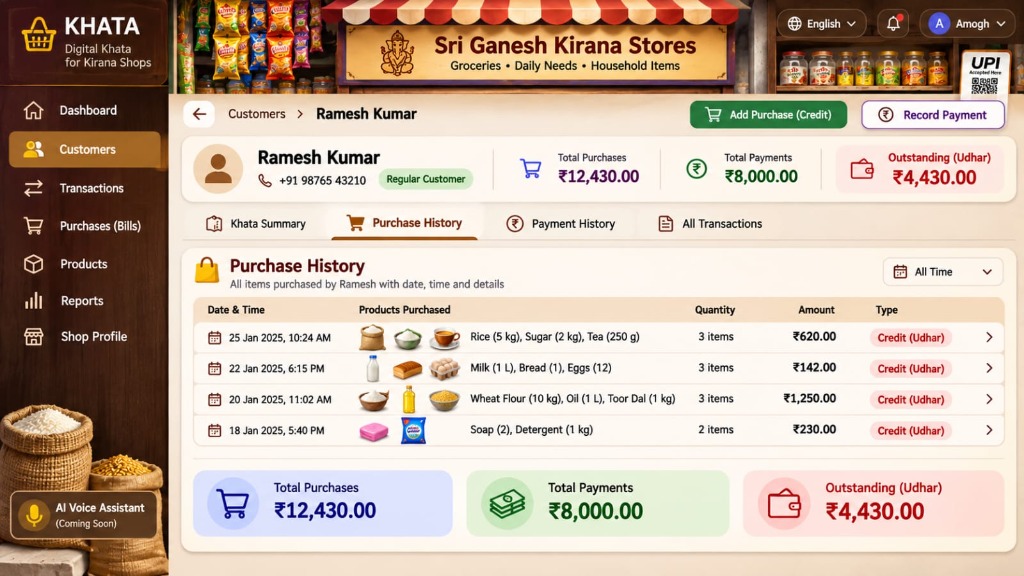 KHATA
Digital Khata
for Kirana Shops
Sri Ganesh Kirana Stores
Groceries • Daily Needs • Household Items
English
A
Amogh
UPI
Accepted Here
Dashboard
Customers
Transactions
Purchases (Bills)
Products
Reports
Shop Profile
AI Voice Assistant
(Coming Soon)
Customers > Ramesh Kumar
Add Purchase (Credit)
Record Payment
Ramesh Kumar
+91 98765 43210
Regular Customer
Total Purchases
₹12,430.00
Total Payments
₹8,000.00
Outstanding (Udhar)
₹4,430.00
Khata Summary
Purchase History
Payment History
All Transactions
Purchase History
All items purchased by Ramesh with date, time and details
All Time
Date & Time Products Purchased Quantity Amount Type
25 Jan 2025, 10:24 AM Rice (5 kg), Sugar (2 kg), Tea (250 g) 3 items ₹620.00 Credit (Udhar)
22 Jan 2025, 6:15 PM Milk (1 L), Bread (1), Eggs (12) 3 items ₹142.00 Credit (Udhar)
20 Jan 2025, 11:02 AM Wheat Flour (10 kg), Oil (1 L), Toor Dal (1 kg) 3 items ₹1,250.00 Credit (Udhar)
18 Jan 2025, 5:40 PM Soap (2), Detergent (1 kg) 2 items ₹230.00 Credit (Udhar)
Total Purchases
₹12,430.00
Total Payments
₹8,000.00
Outstanding (Udhar)
₹4,430.00